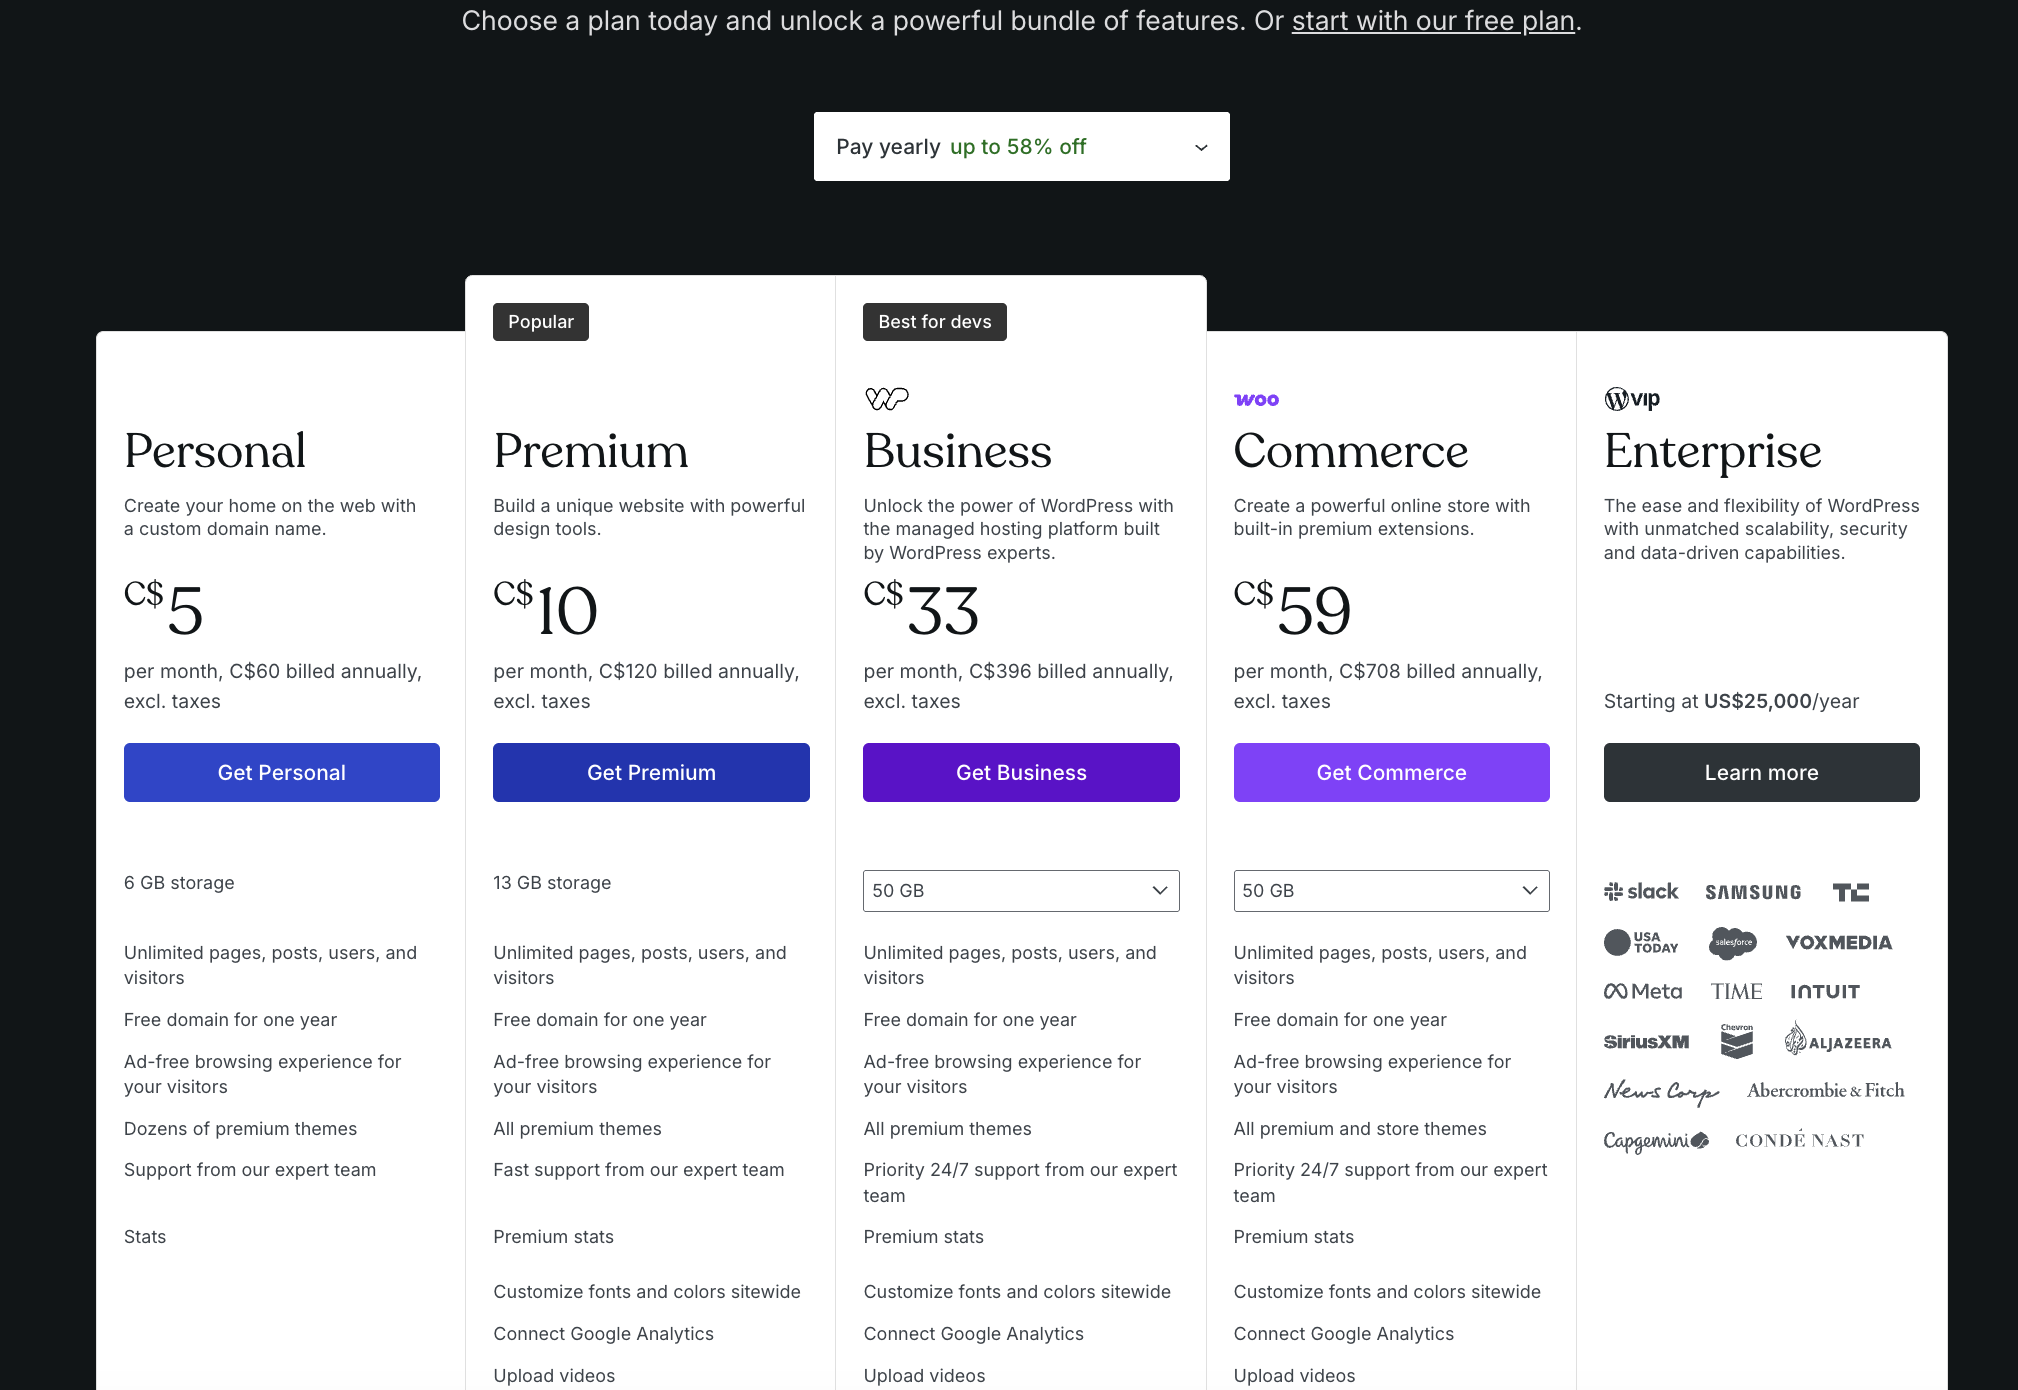 Choose a plan today and unlock a powerful bundle of features. Or start with our free plan.
Pay yearly up to 58% off
Personal
Create your home on the web with
a custom domain name.
C$5
per month, C$60 billed annually,
excl. taxes
Get Personal
6 GB storage
Unlimited pages, posts, users, and
visitors
Free domain for one year
Ad-free browsing experience for
your visitors
Dozens of premium themes
Support from our expert team
Stats
Popular
Premium
Build a unique website with powerful
design tools.
C$10
per month, C$120 billed annually,
excl. taxes
Get Premium
13 GB storage
Unlimited pages, posts, users, and
visitors
Free domain for one year
Ad-free browsing experience for
your visitors
All premium themes
Fast support from our expert team
Premium stats
Customize fonts and colors sitewide
Connect Google Analytics
Upload videos
Best for devs
WP
Business
Unlock the power of WordPress with
the managed hosting platform built
by WordPress experts.
C$33
per month, C$396 billed annually,
excl. taxes
Get Business
50 GB
Unlimited pages, posts, users, and
visitors
Free domain for one year
Ad-free browsing experience for
your visitors
All premium themes
Priority 24/7 support from our expert
team
Premium stats
Customize fonts and colors sitewide
Connect Google Analytics
Upload videos
woo
Commerce
Create a powerful online store with
built-in premium extensions.
C$59
per month, C$708 billed annually,
excl. taxes
Get Commerce
50 GB
Unlimited pages, posts, users, and
visitors
Free domain for one year
Ad-free browsing experience for
your visitors
All premium and store themes
Priority 24/7 support from our expert
team
Premium stats
Customize fonts and colors sitewide
Connect Google Analytics
Upload videos
W vip
Enterprise
The ease and flexibility of WordPress
with unmatched scalability, security
and data-driven capabilities.
Starting at US$25,000/year
Learn more
slack SAMSUNG TC
USA TODAY salesforce VOXMEDIA
Meta TIME INTUIT
SiriusXM Chevron ALJAZEERA
News Corp Abercrombie & Fitch
Capgemini CONDÉ NAST